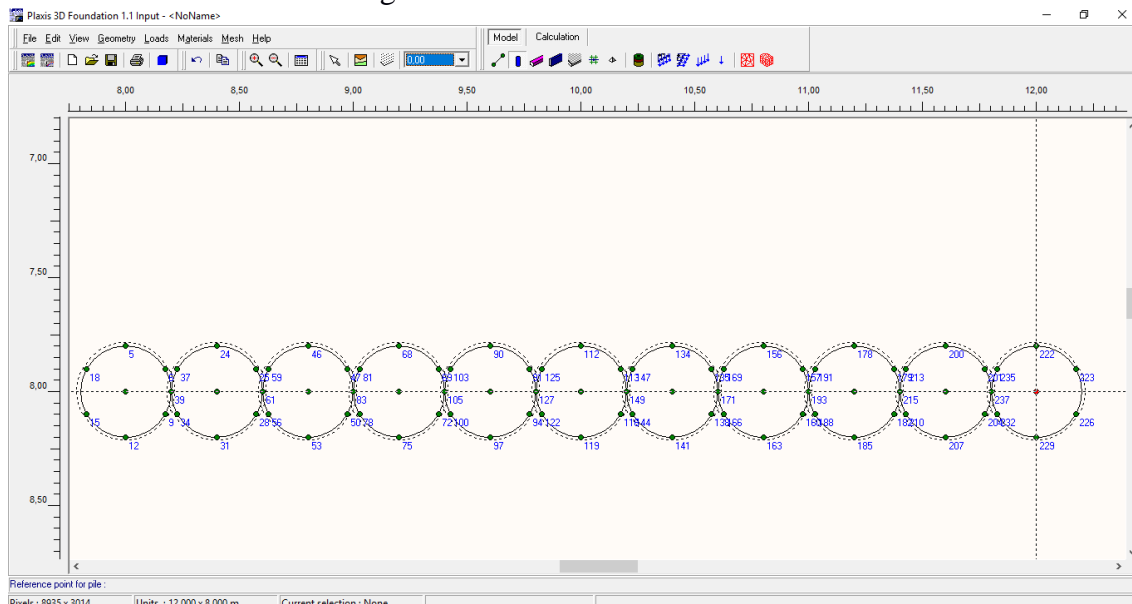 Plaxis 3D Foundation 1.1 Input - <NoName>
File Edit View Geometry Loads Materials Mesh Help
Model Calculation
0.00
8,00 8,50 9,00 9,50 10,00 10,50 11,00 11,50 12,00
7,00
7,50
5 24 46 68 90 112 134 156 178 200 222
18 37 59 81 103 125 147 169 191 213 235 223
8,00
39 61 83 105 127 149 171 193 215 237
15 9 34 28 56 50 78 72 100 94 122 116 144 138 166 160 188 182 210 204 232 226
12 31 53 75 97 119 141 163 185 207 229
8,50
Reference point for pile :
Pixels : 8935 x 3014 Units : 12,000 x 8,000 m Current selection : None